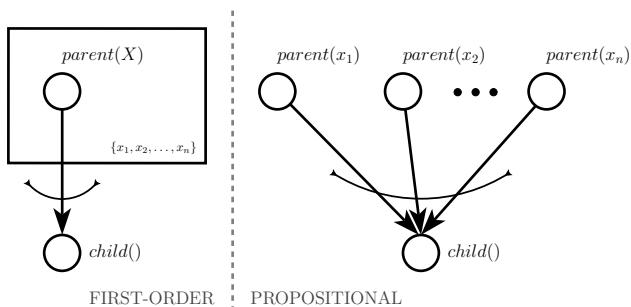 parent(X)
{x₁, x₂, . . . , xₙ}
child()
FIRST-ORDER
parent(x₁)
parent(x₂)
parent(xₙ)
child()
PROPOSITIONAL